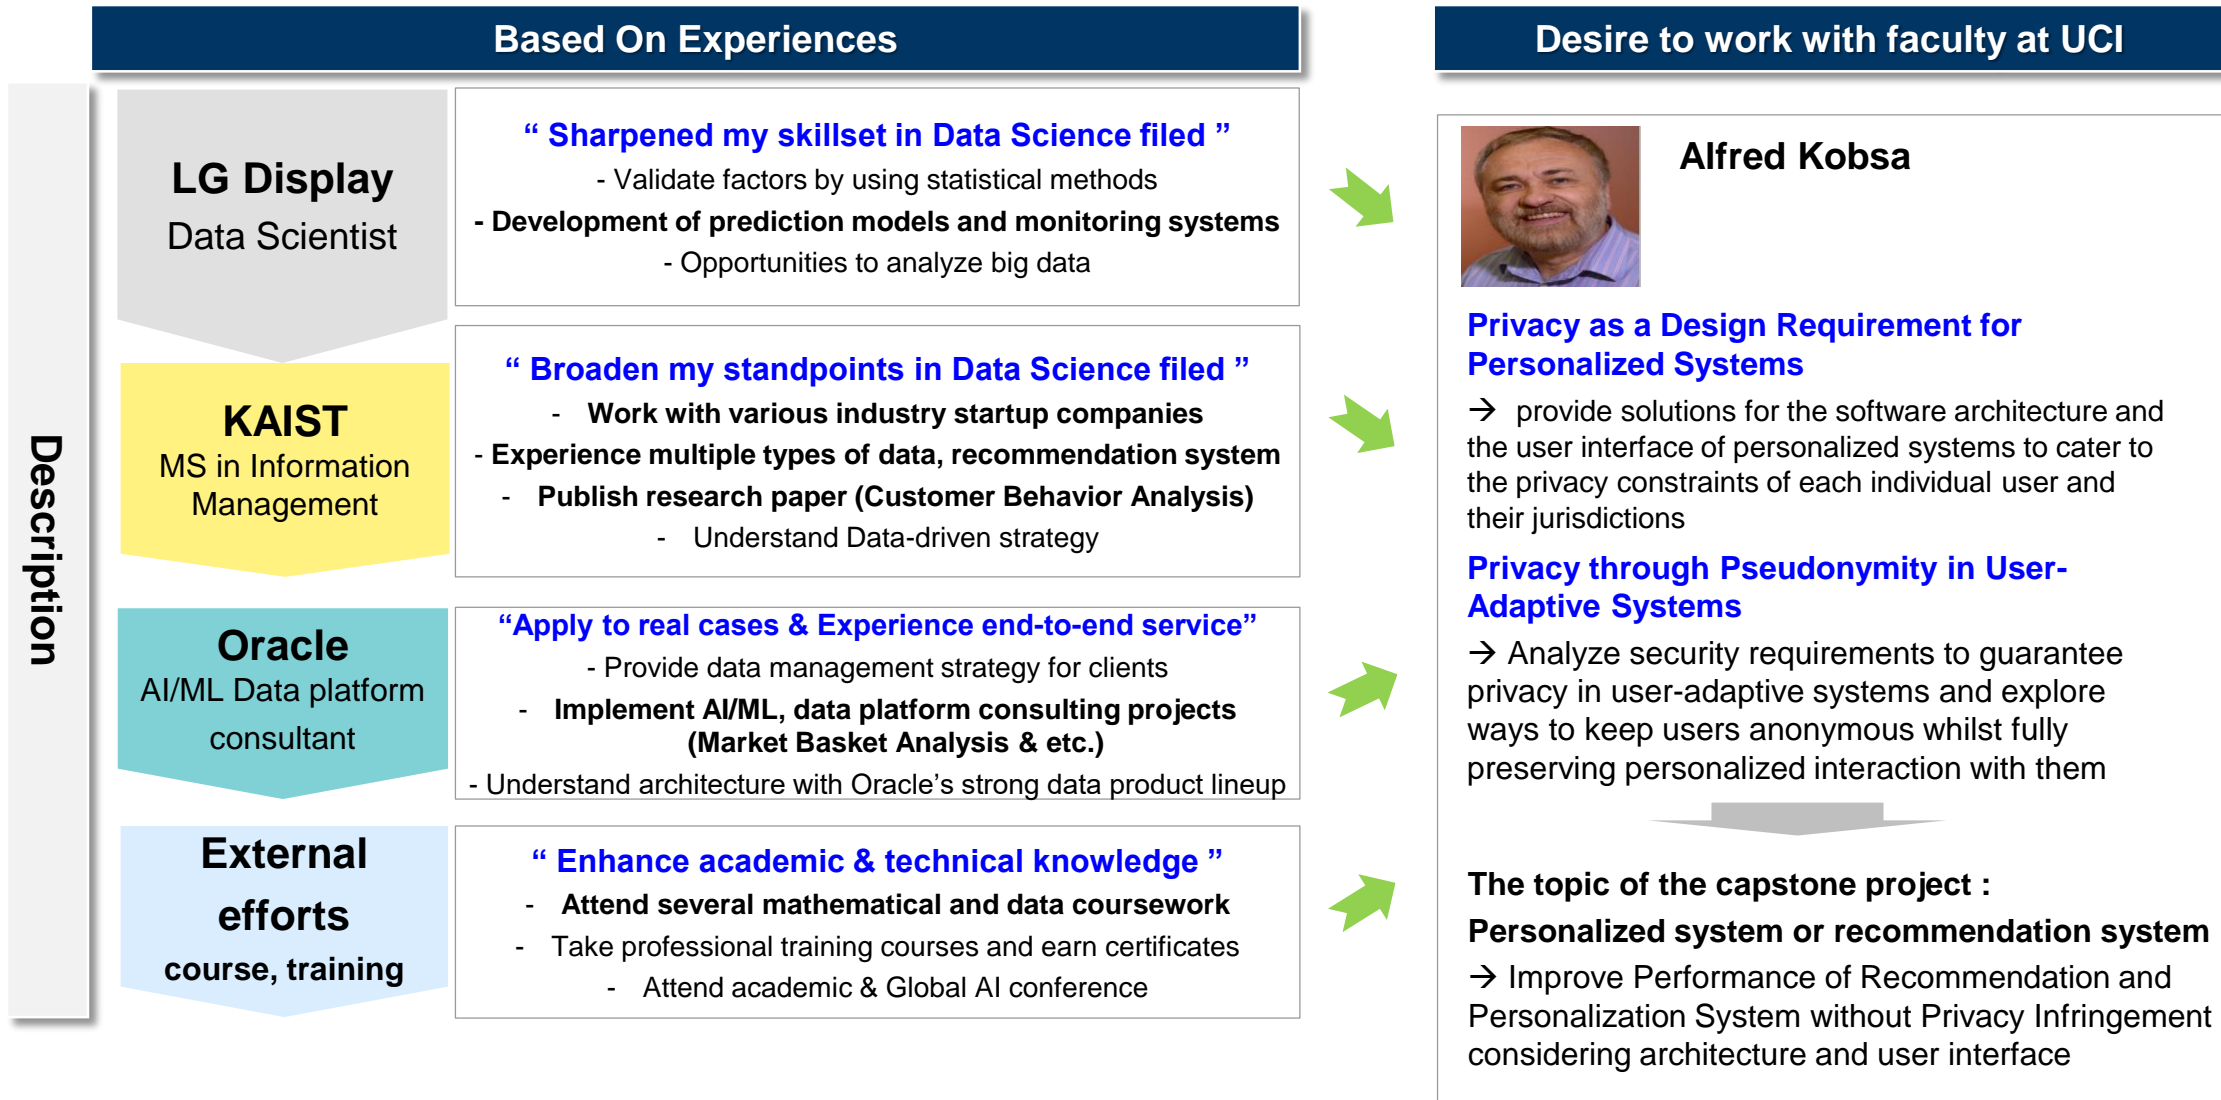 Based On Experiences
Desire to work with faculty at UCI
Description
LG Display
Data Scientist
“ Sharpened my skillset in Data Science filed ”
- Validate factors by using statistical methods
- Development of prediction models and monitoring systems
- Opportunities to analyze big data
KAIST
MS in Information
Management
“ Broaden my standpoints in Data Science filed ”
- Work with various industry startup companies
- Experience multiple types of data, recommendation system
- Publish research paper (Customer Behavior Analysis)
- Understand Data-driven strategy
Oracle
AI/ML Data platform
consultant
“Apply to real cases & Experience end-to-end service”
- Provide data management strategy for clients
- Implement AI/ML, data platform consulting projects
(Market Basket Analysis & etc.)
- Understand architecture with Oracle’s strong data product lineup
External
efforts
course, training
“ Enhance academic & technical knowledge ”
- Attend several mathematical and data coursework
- Take professional training courses and earn certificates
- Attend academic & Global AI conference
Alfred Kobsa
Privacy as a Design Requirement for
Personalized Systems
→ provide solutions for the software architecture and
the user interface of personalized systems to cater to
the privacy constraints of each individual user and
their jurisdictions
Privacy through Pseudonymity in User-
Adaptive Systems
→ Analyze security requirements to guarantee
privacy in user-adaptive systems and explore
ways to keep users anonymous whilst fully
preserving personalized interaction with them
The topic of the capstone project :
Personalized system or recommendation system
→ Improve Performance of Recommendation and
Personalization System without Privacy Infringement
considering architecture and user interface